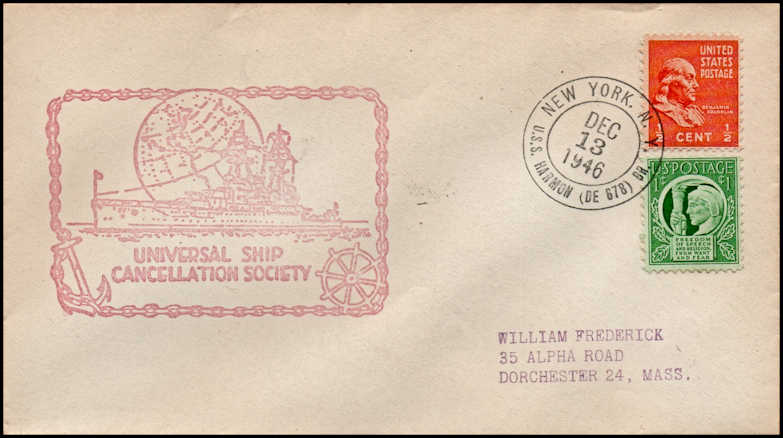 UNIVERSAL SHIP
CANCELLATION SOCIETY
NEW YORK, N. Y.
DEC
13
1946
U.S.S. HARMON (DE 678) BR.
UNITED
STATES
POSTAGE
BENJAMIN
FRANKLIN
1/2 CENT 1/2
U·S·POSTAGE
1¢ ¢1
FREEDOM
OF SPEECH
AND RELIGION,
FROM WANT
AND FEAR
WILLIAM FREDERICK
35 ALPHA ROAD
DORCHESTER 24, MASS.